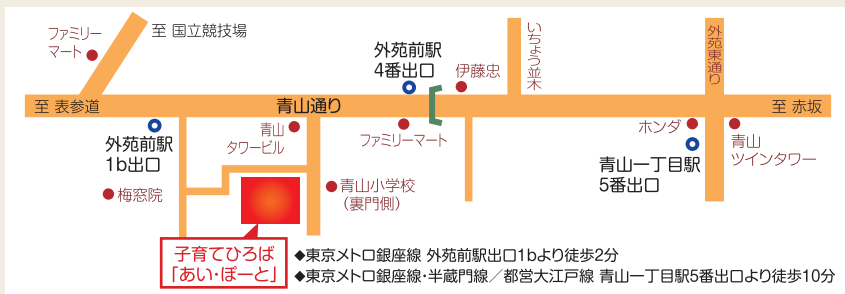 ファミリー
マート
至 国立競技場
外苑前駅
4番出口
伊藤忠
いちょう並木
外苑東通り
至 表参道
青山通り
至 赤坂
外苑前駅
1b出口
青山
タワービル
ファミリーマート
ホンダ
青山
ツインタワー
青山一丁目駅
5番出口
梅窓院
青山小学校
（裏門側）
子育てひろば
「あい・ぽーと」
◆東京メトロ銀座線 外苑前駅出口1bより徒歩2分
◆東京メトロ銀座線・半蔵門線／都営大江戸線 青山一丁目駅5番出口より徒歩10分